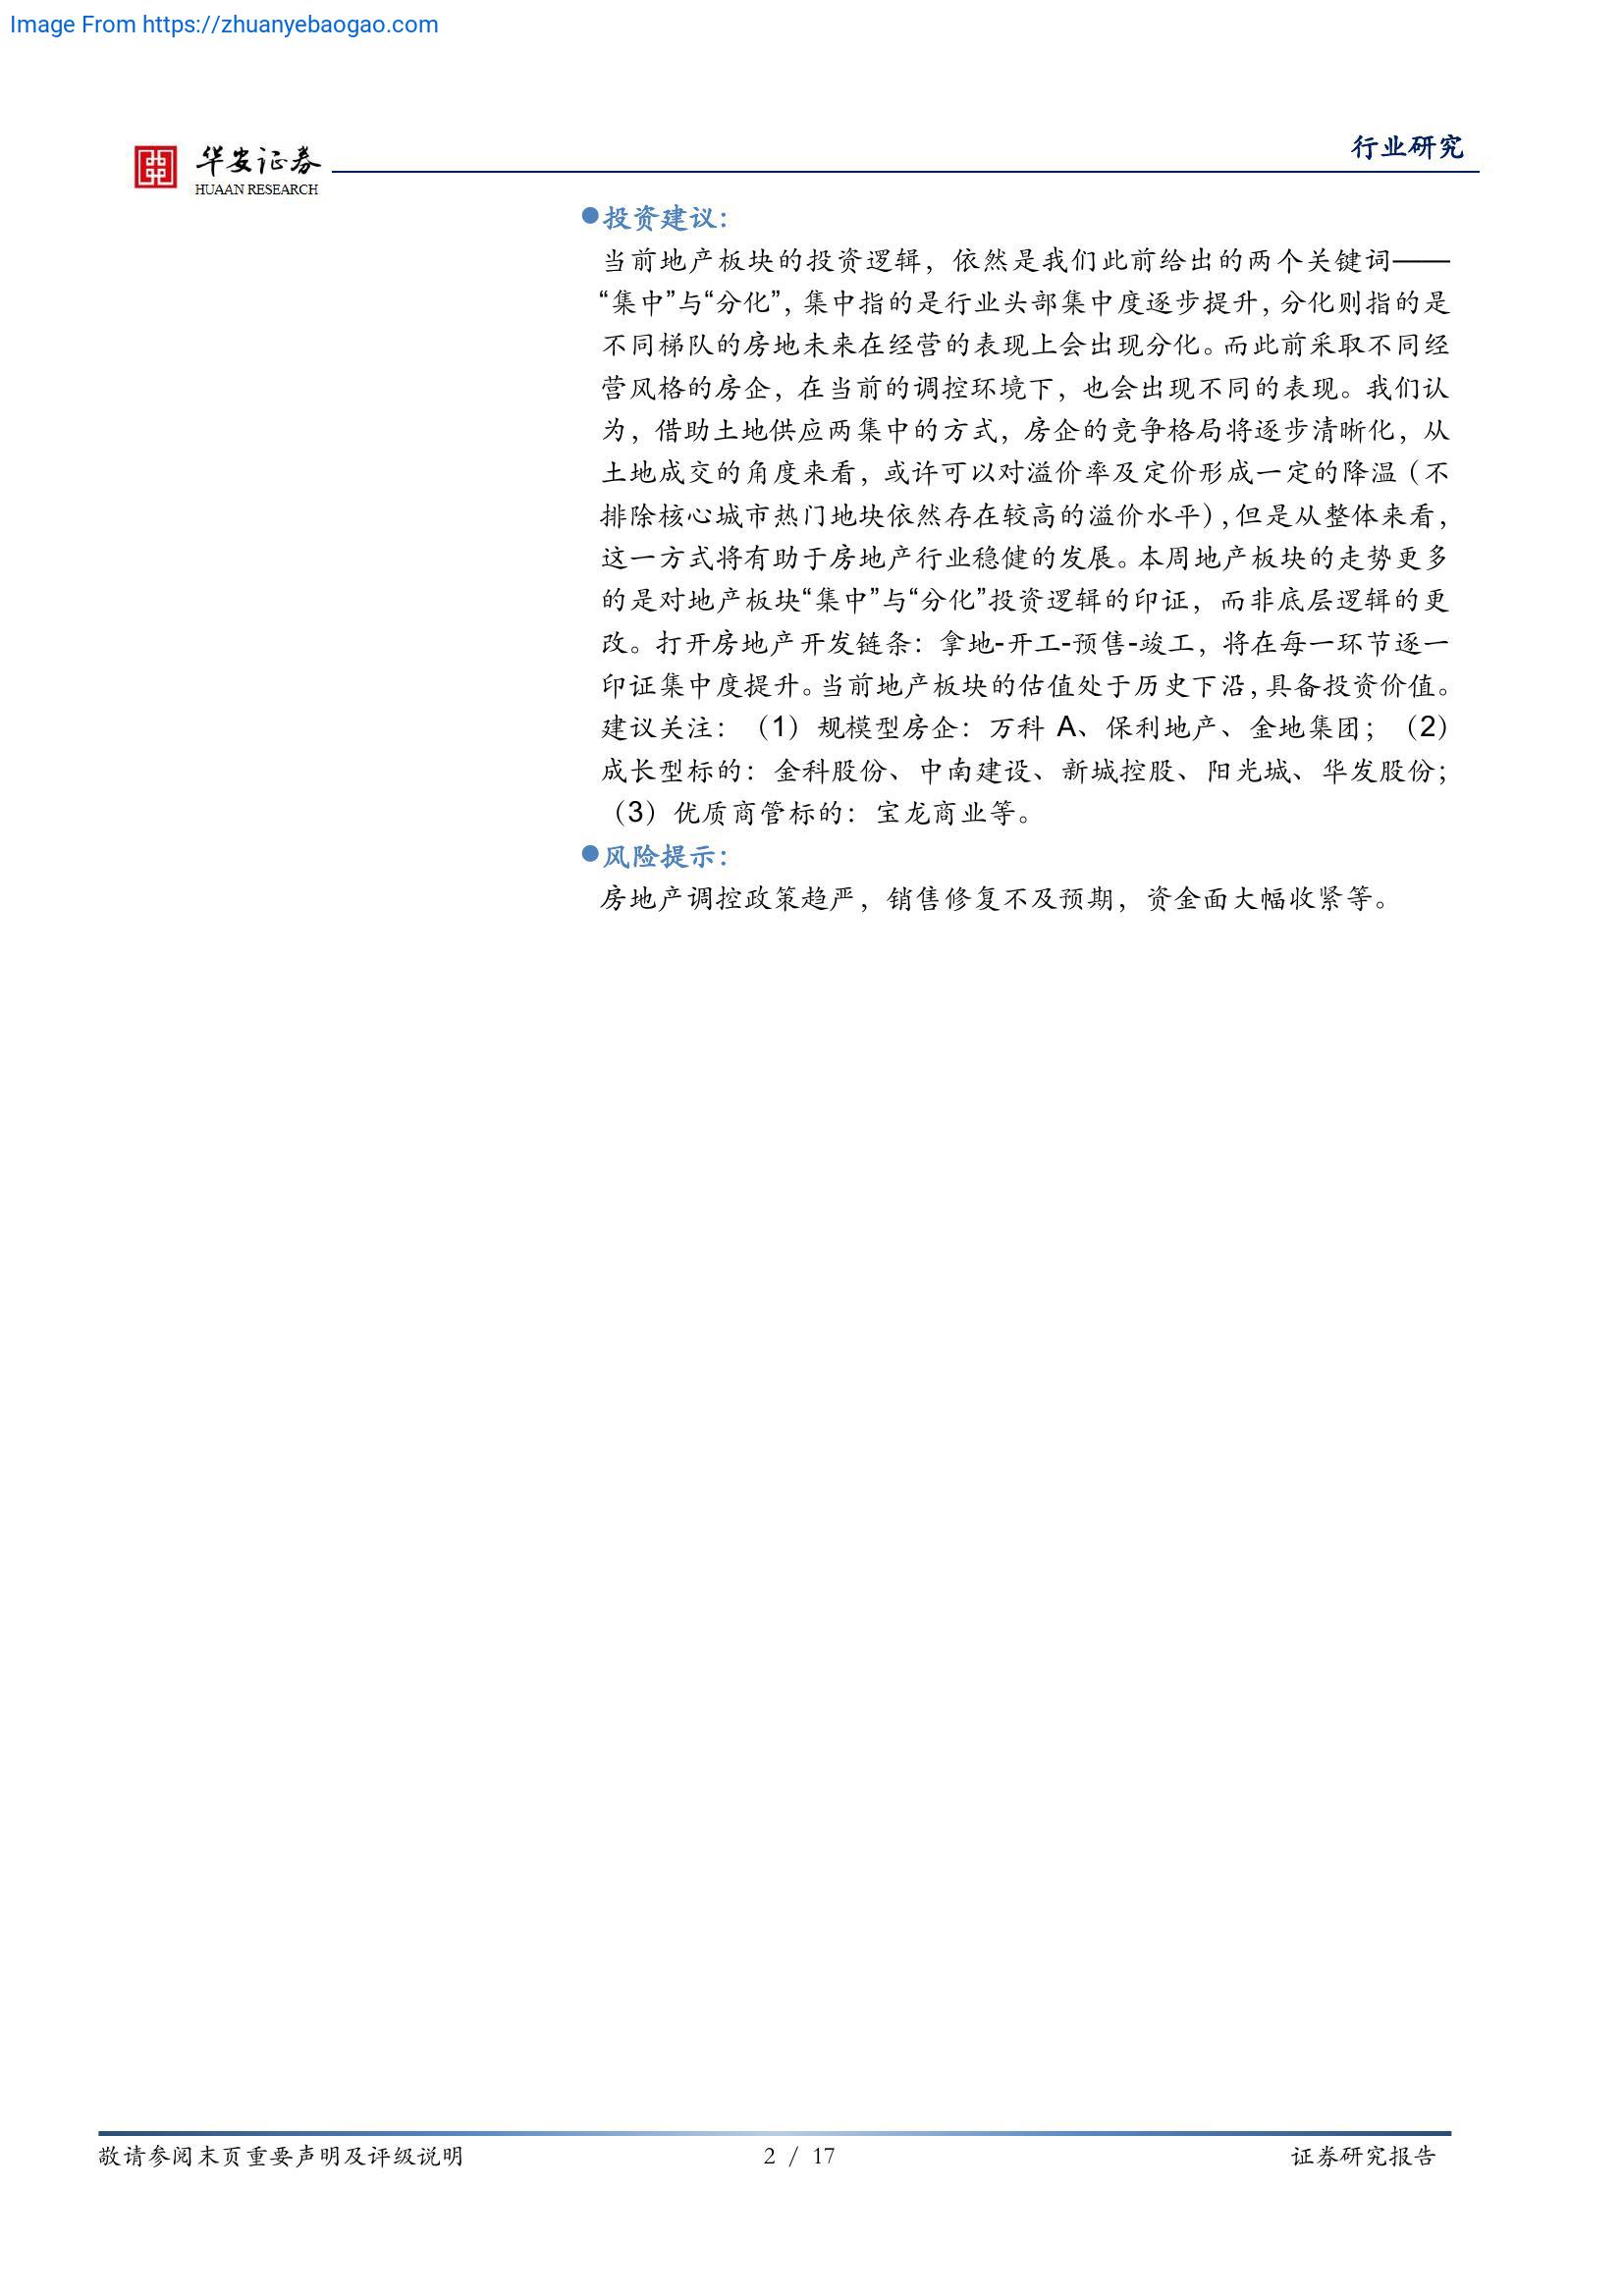 Image From https://zhuanyebaogao.com
华安证券
HUAAN RESEARCH
行业研究
投资建议：
当前地产板块的投资逻辑，依然是我们此前给出的两个关键词——
“集中”与“分化”，集中指的是行业头部集中度逐步提升，分化则指的是
不同梯队的房地未来在经营的表现上会出现分化。而此前采取不同经
营风格的房企，在当前的调控环境下，也会出现不同的表现。我们认
为，借助土地供应两集中的方式，房企的竞争格局将逐步清晰化，从
土地成交的角度来看，或许可以对溢价率及定价形成一定的降温（不
排除核心城市热门地块依然存在较高的溢价水平），但是从整体来看，
这一方式将有助于房地产行业稳健的发展。本周地产板块的走势更多
的是对地产板块“集中”与“分化”投资逻辑的印证，而非底层逻辑的更
改。打开房地产开发链条：拿地-开工-预售-竣工，将在每一环节逐一
印证集中度提升。当前地产板块的估值处于历史下沿，具备投资价值。
建议关注：（1）规模型房企：万科 A、保利地产、金地集团；（2）
成长型标的：金科股份、中南建设、新城控股、阳光城、华发股份；
（3）优质商管标的：宝龙商业等。
风险提示：
房地产调控政策趋严，销售修复不及预期，资金面大幅收紧等。
敬请参阅末页重要声明及评级说明
2 / 17
证券研究报告